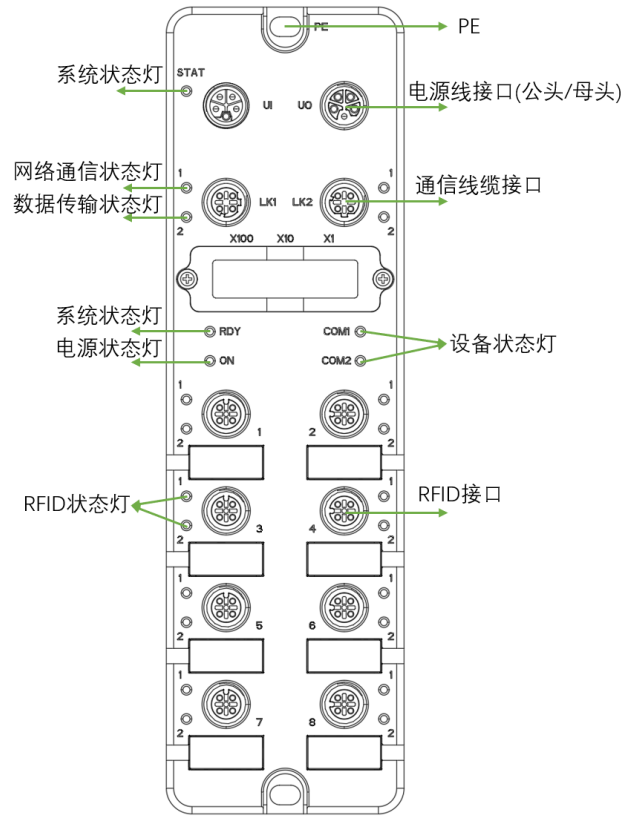 PE
PE
系统状态灯
STAT
UI
UO
电源线接口(公头/母头)
网络通信状态灯
1
LK1
LK2
1
通信线缆接口
数据传输状态灯
2
2
X100
X10
X1
系统状态灯
RDY
COM1
电源状态灯
ON
COM2
设备状态灯
1
1
2
1
2
2
RFID状态灯
1
1
RFID接口
2
3
4
2
1
1
2
5
6
2
1
1
2
7
8
2